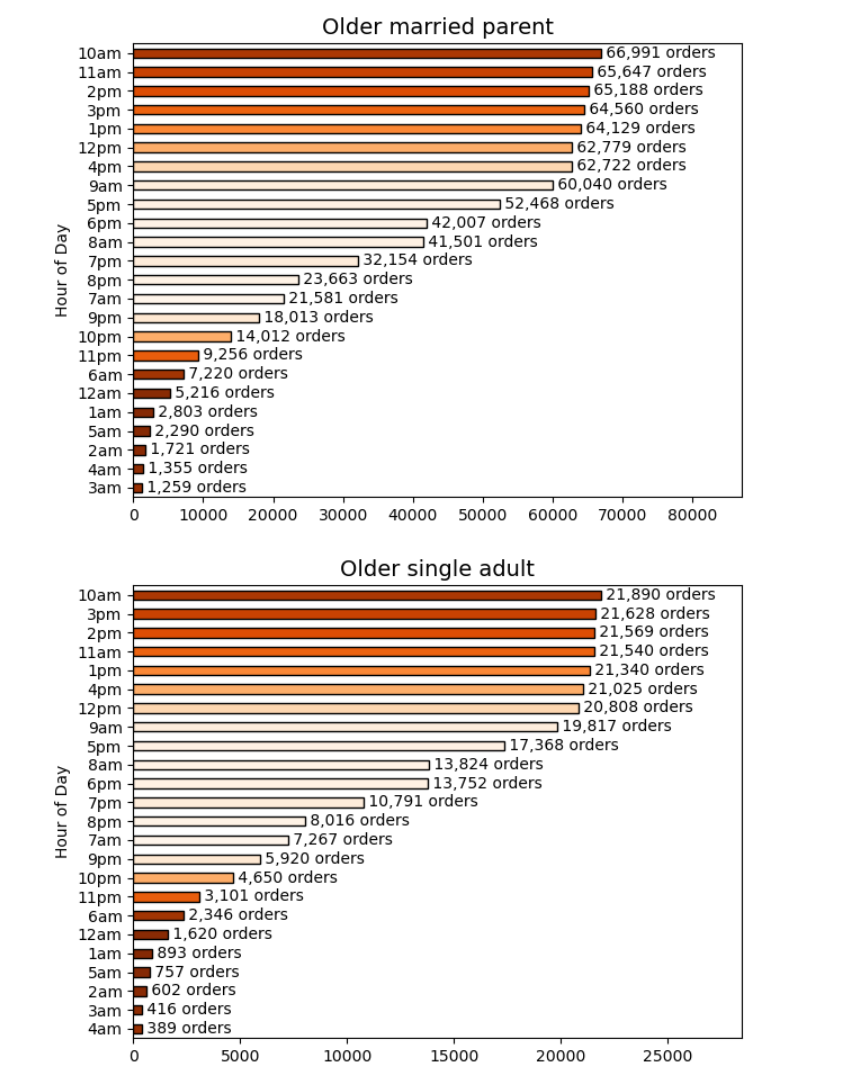 Older married parent
10am 66,991 orders
11am 65,647 orders
2pm 65,188 orders
3pm 64,560 orders
1pm 64,129 orders
12pm 62,779 orders
4pm 62,722 orders
9am 60,040 orders
5pm 52,468 orders
6pm 42,007 orders
8am 41,501 orders
7pm 32,154 orders
8pm 23,663 orders
7am 21,581 orders
9pm 18,013 orders
10pm 14,012 orders
11pm 9,256 orders
6am 7,220 orders
12am 5,216 orders
1am 2,803 orders
5am 2,290 orders
2am 1,721 orders
4am 1,355 orders
3am 1,259 orders
Hour of Day
0 10000 20000 30000 40000 50000 60000 70000 80000
Older single adult
10am 21,890 orders
3pm 21,628 orders
2pm 21,569 orders
11am 21,540 orders
1pm 21,340 orders
4pm 21,025 orders
12pm 20,808 orders
9am 19,817 orders
5pm 17,368 orders
8am 13,824 orders
6pm 13,752 orders
7pm 10,791 orders
8pm 8,016 orders
7am 7,267 orders
9pm 5,920 orders
10pm 4,650 orders
11pm 3,101 orders
6am 2,346 orders
12am 1,620 orders
1am 893 orders
5am 757 orders
2am 602 orders
3am 416 orders
4am 389 orders
Hour of Day
0 5000 10000 15000 20000 25000